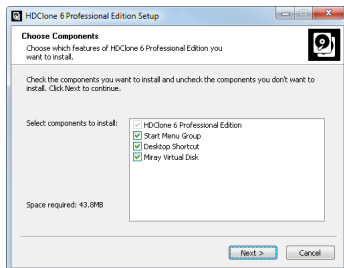 HDClone 6 Professional Edition Setup
Choose Components
Choose which features of HDClone 6 Professional Edition you
want to install.
Check the components you want to install and uncheck the components you don't want to
install. Click Next to continue.
Select components to install:
HDClone 6 Professional Edition
Start Menu Group
Desktop Shortcut
Miray Virtual Disk
Space required: 43.8MB
Next >
Cancel